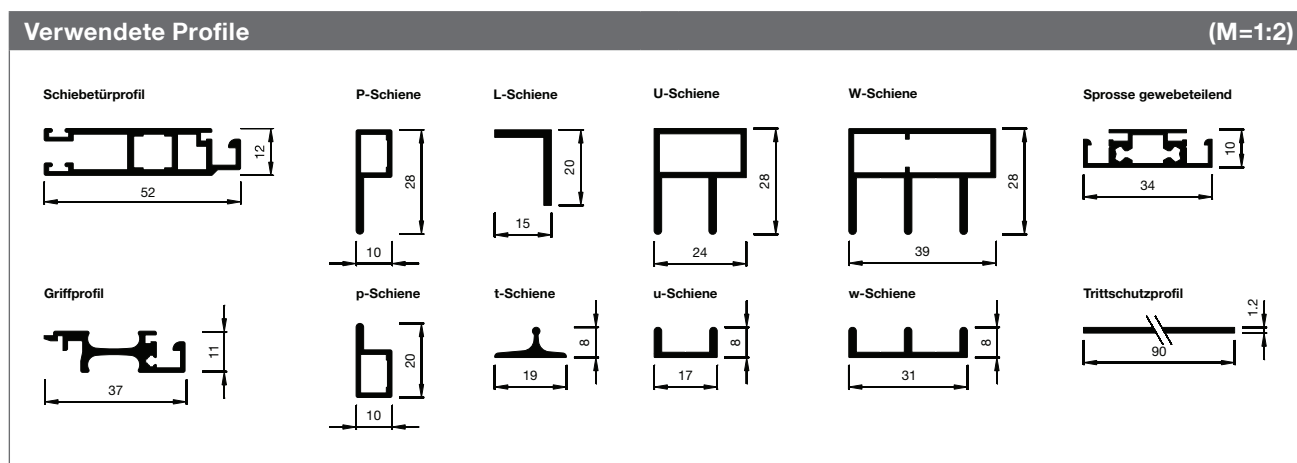 Verwendete Profile (M=1:2)
Schiebetürprofil P-Schiene L-Schiene U-Schiene W-Schiene Sprosse gewebeteilend
12 28 20 28 28 10
52 10 15 24 39 34
Griffprofil p-Schiene t-Schiene u-Schiene w-Schiene Trittschutzprofil
11 20 8 8 8 1.2
37 10 19 17 31 90